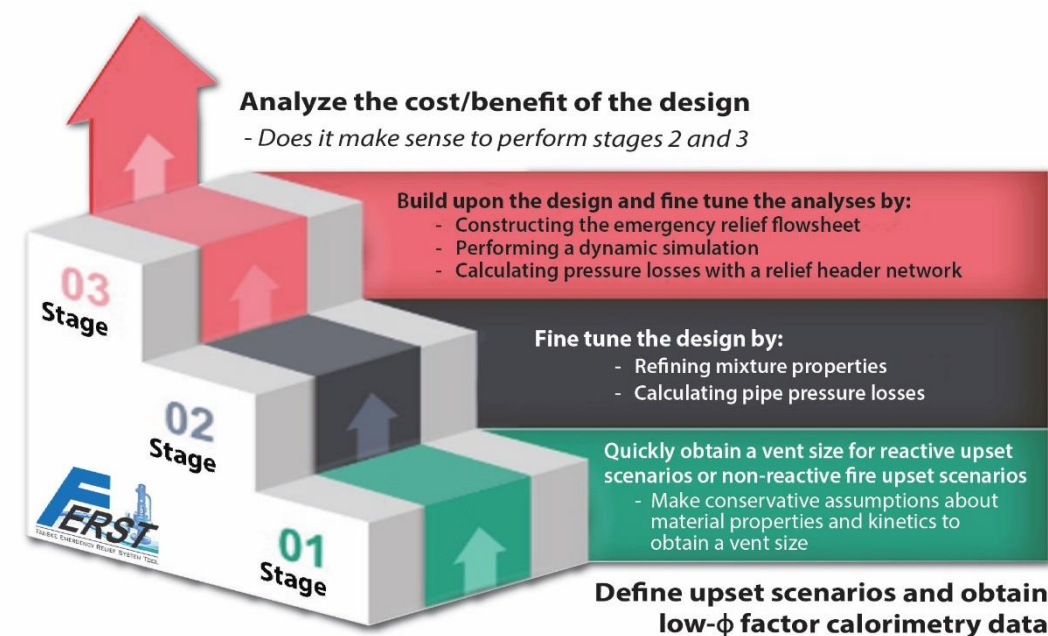 Analyze the cost/benefit of the design
- Does it make sense to perform stages 2 and 3
Build upon the design and fine tune the analyses by:
- Constructing the emergency relief flowsheet
- Performing a dynamic simulation
- Calculating pressure losses with a relief header network
03
Stage
Fine tune the design by:
- Refining mixture properties
- Calculating pipe pressure losses
02
Stage
Quickly obtain a vent size for reactive upset
scenarios or non-reactive fire upset scenarios
- Make conservative assumptions about
material properties and kinetics to
obtain a vent size
01
Stage
FERST
FAUSKE EMERGENCY RELIEF SYSTEM TOOL
Define upset scenarios and obtain
low-ϕ factor calorimetry data